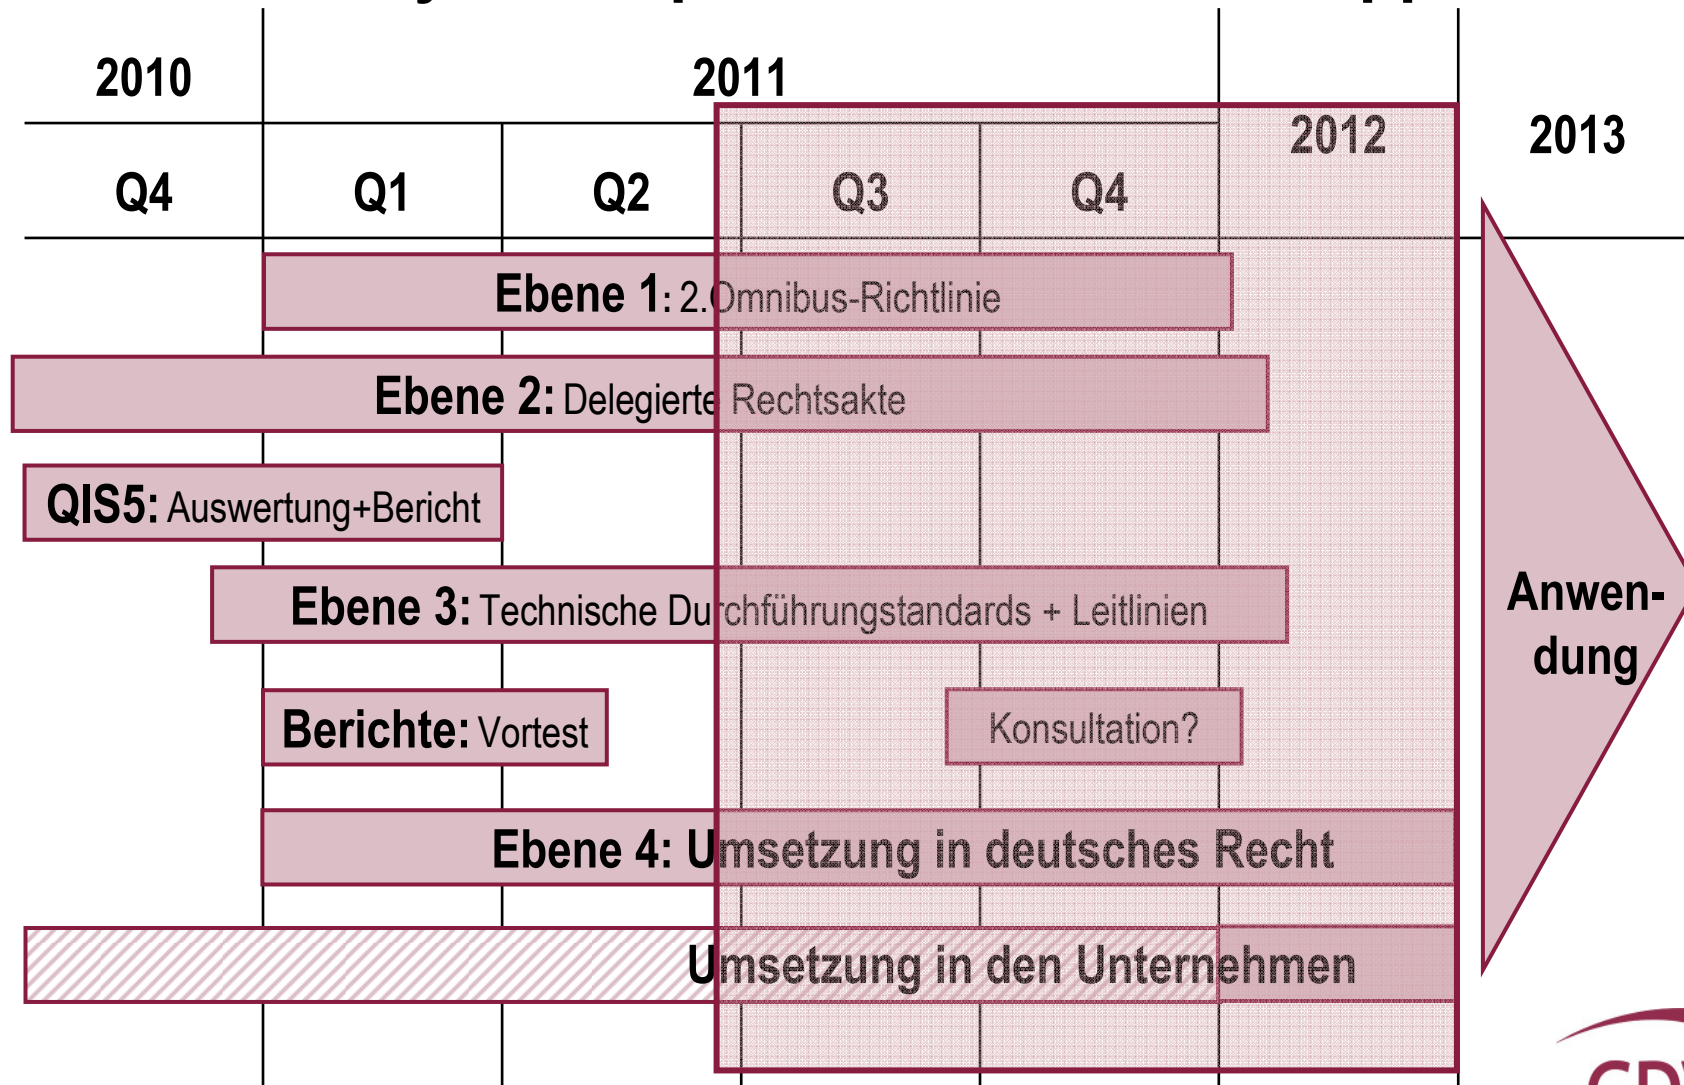 2010
2011
2012
2013
Q4
Q1
Q2
Q3
Q4
Ebene 1: 2.Omnibus-Richtlinie
Ebene 2: Delegierte Rechtsakte
QIS5: Auswertung+Bericht
Ebene 3: Technische Durchführungstandards + Leitlinien
Anwen-
dung
Berichte: Vortest
Konsultation?
Ebene 4: Umsetzung in deutsches Recht
Umsetzung in den Unternehmen